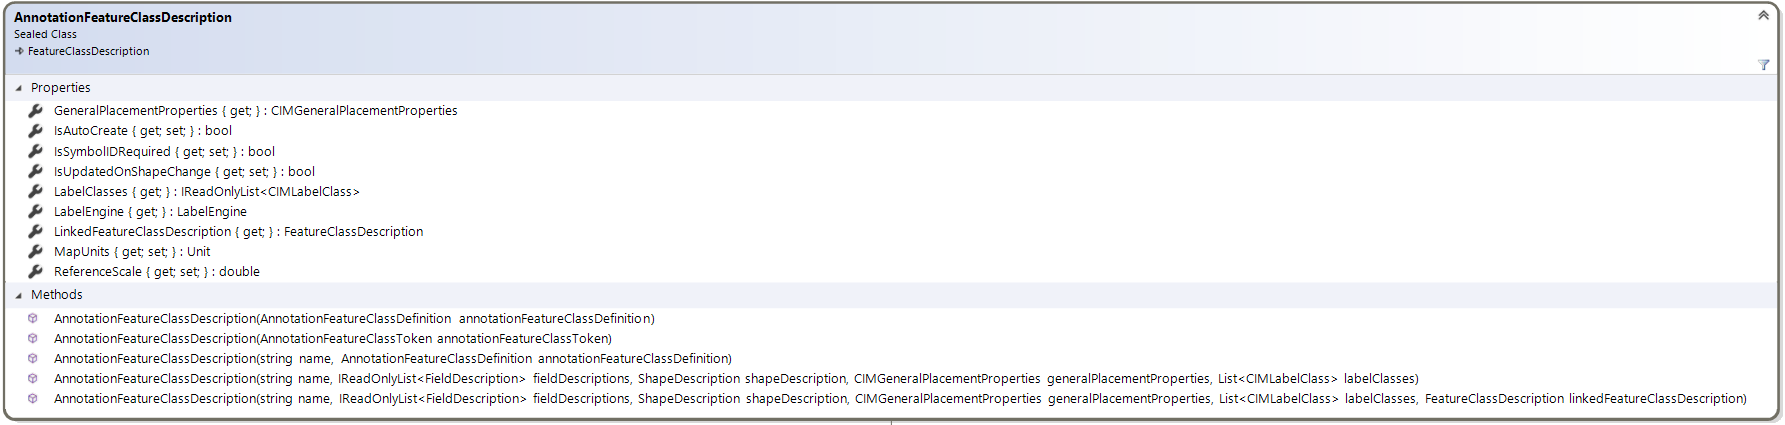 AnnotationFeatureClassDescription
Sealed Class
FeatureClassDescription
Properties
GeneralPlacementProperties { get; } : CIMGeneralPlacementProperties
IsAutoCreate { get; set; } : bool
IsSymbolIDRequired { get; set; } : bool
IsUpdatedOnShapeChange { get; set; } : bool
LabelClasses { get; } : IReadOnlyList<CIMLabelClass>
LabelEngine { get; } : LabelEngine
LinkedFeatureClassDescription { get; } : FeatureClassDescription
MapUnits { get; set; } : Unit
ReferenceScale { get; set; } : double
Methods
AnnotationFeatureClassDescription(AnnotationFeatureClassDefinition annotationFeatureClassDefinition)
AnnotationFeatureClassDescription(AnnotationFeatureClassToken annotationFeatureClassToken)
AnnotationFeatureClassDescription(string name, AnnotationFeatureClassDefinition annotationFeatureClassDefinition)
AnnotationFeatureClassDescription(string name, IReadOnlyList<FieldDescription> fieldDescriptions, ShapeDescription shapeDescription, CIMGeneralPlacementProperties generalPlacementProperties, List<CIMLabelClass> labelClasses)
AnnotationFeatureClassDescription(string name, IReadOnlyList<FieldDescription> fieldDescriptions, ShapeDescription shapeDescription, CIMGeneralPlacementProperties generalPlacementProperties, List<CIMLabelClass> labelClasses, FeatureClassDescription linkedFeatureClassDescription)